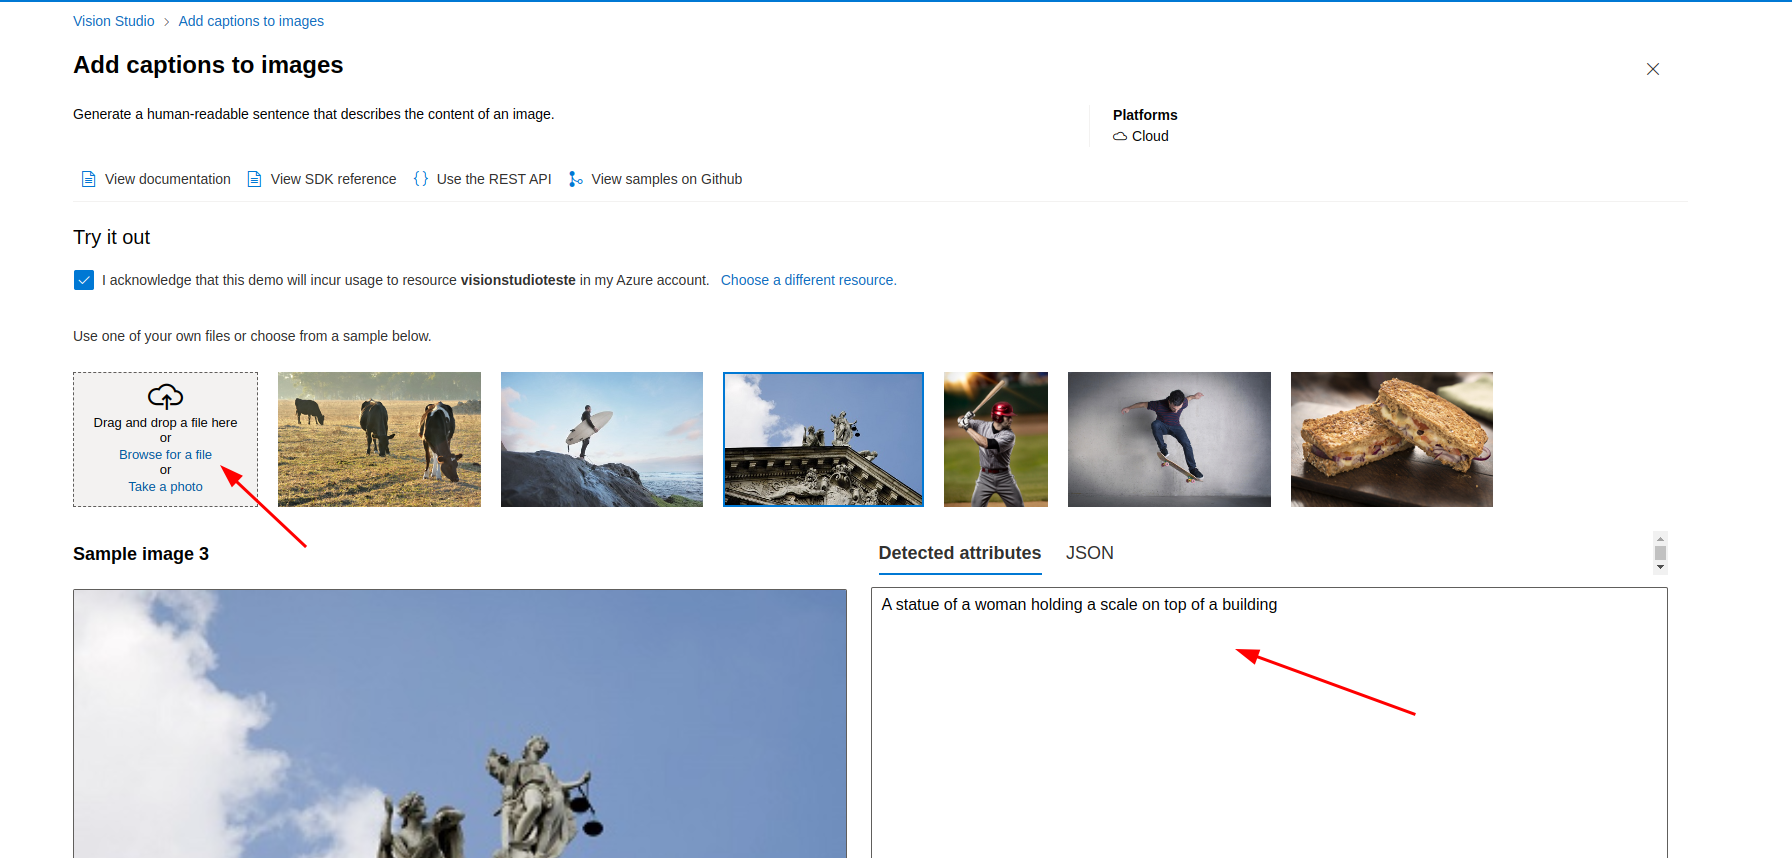 Vision Studio > Add captions to images
Add captions to images
Generate a human-readable sentence that describes the content of an image.
Platforms
Cloud
View documentation View SDK reference {} Use the REST API View samples on Github
Try it out
I acknowledge that this demo will incur usage to resource visionstudioteste in my Azure account. Choose a different resource.
Use one of your own files or choose from a sample below.
Drag and drop a file here
or
Browse for a file
or
Take a photo
Sample image 3
Detected attributes JSON
A statue of a woman holding a scale on top of a building